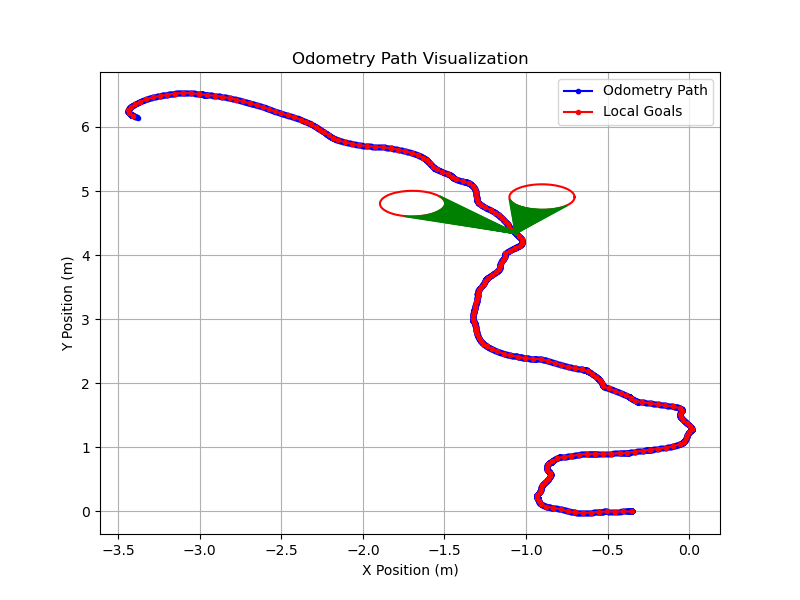 Odometry Path Visualization
Odometry Path
Local Goals
Y Position (m)
6
5
4
3
2
1
0
−3.5 −3.0 −2.5 −2.0 −1.5 −1.0 −0.5 0.0
X Position (m)